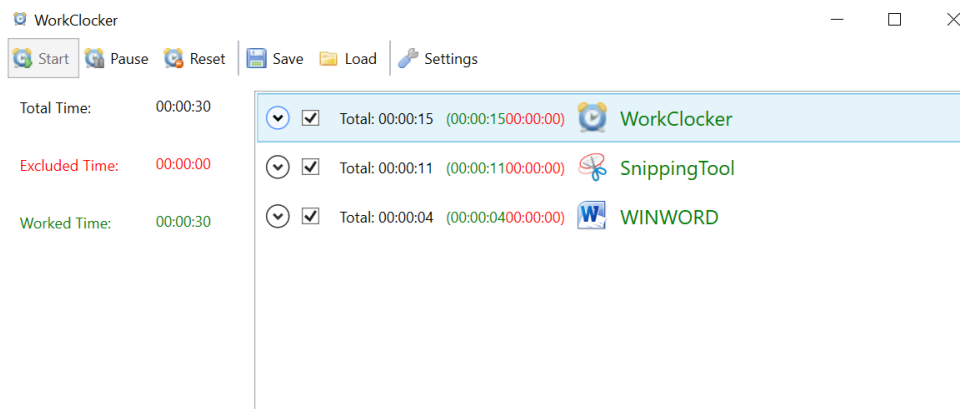 WorkClocker
Start Pause Reset Save Load Settings
Total Time: 00:00:30
Excluded Time: 00:00:00
Worked Time: 00:00:30
Total: 00:00:15 (00:00:1500:00:00) WorkClocker
Total: 00:00:11 (00:00:1100:00:00) SnippingTool
Total: 00:00:04 (00:00:0400:00:00) WINWORD